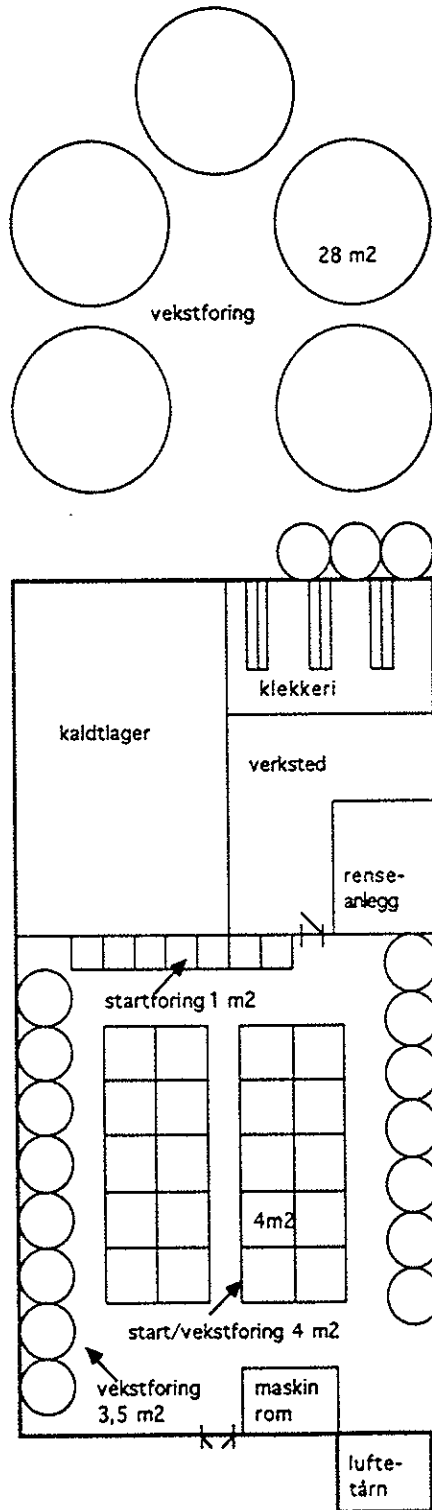 28 m2
vekstforing
klekkeri
kaldtlager
verksted
rense-
anlegg
startforing 1 m2
4m2
start/vekstforing 4 m2
vekstforing
3,5 m2
maskin
rom
lufte-
tårn